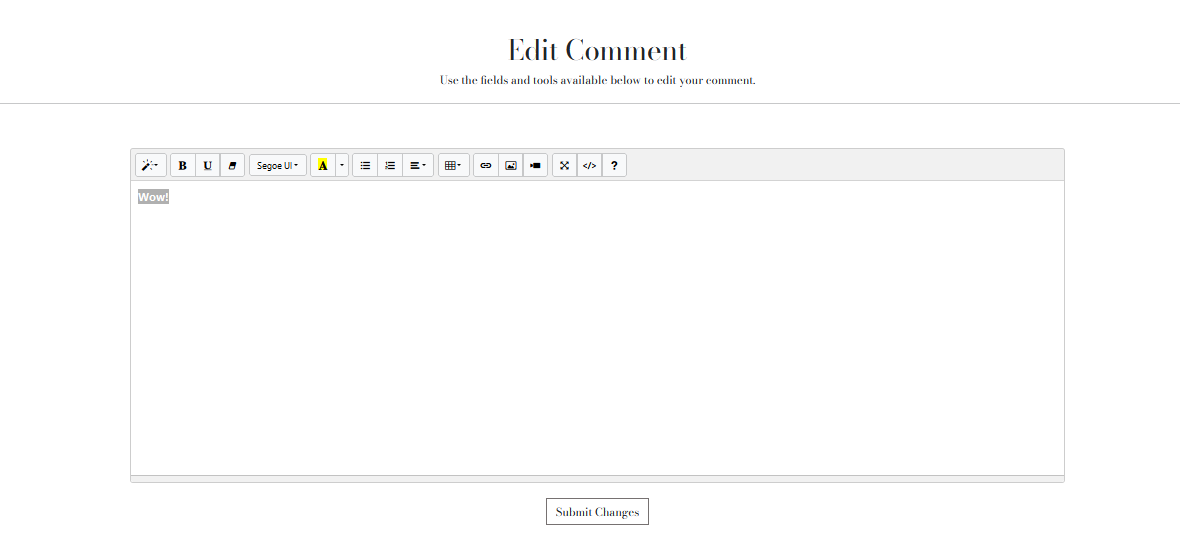 Edit Comment
Use the fields and tools available below to edit your comment.
B U Segoe UI A </> ?
Wow!
Submit Changes